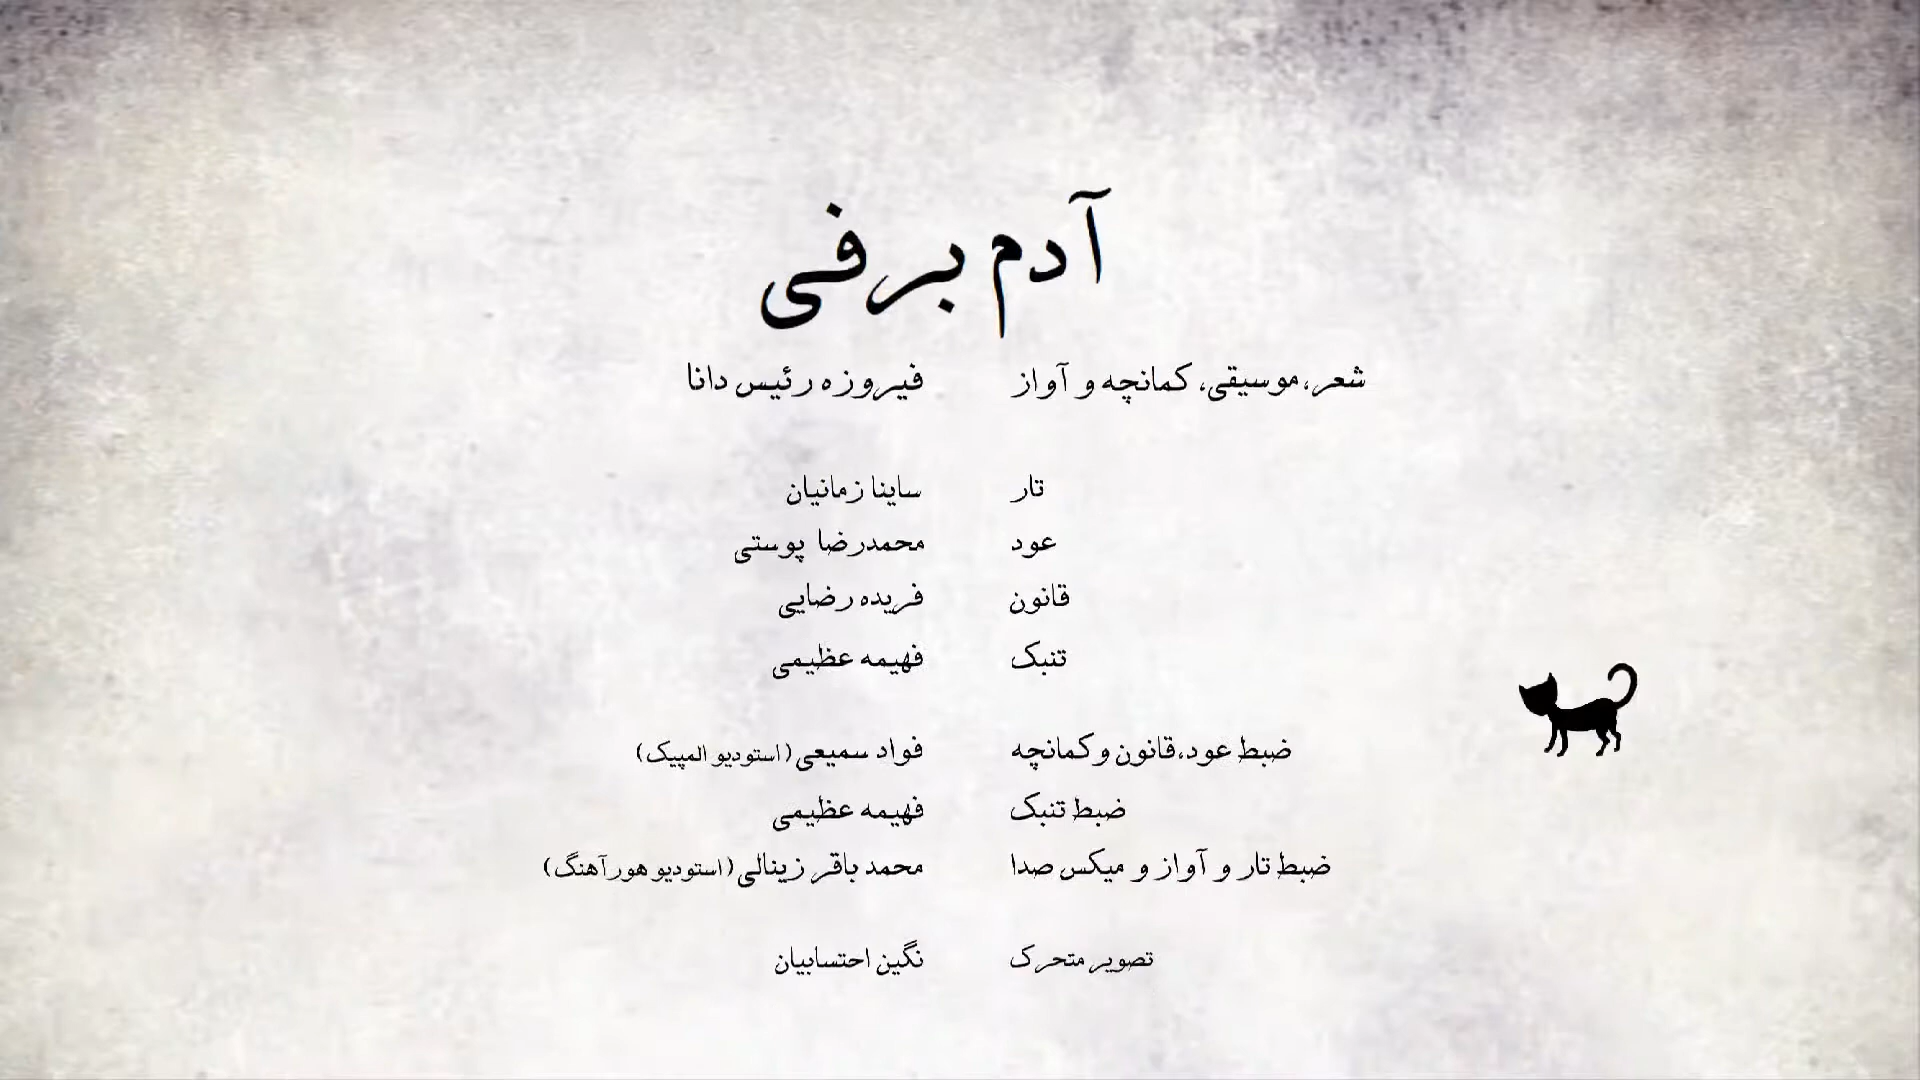 آدم برفی
شعر، موسیقی، کمانچه و آواز فیروزه رئیس دانا
تار ساینا زمانیان
عود محمدرضا پوستی
قانون فریده رضایی
تنبک فهیمه عظیمی
ضبط عود، قانون و کمانچه فواد سمیعی (استودیو المپیک)
ضبط تنبک فهیمه عظیمی
ضبط تار و آواز و میکس صدا محمد باقر زینالی (استودیو هورآهنگ)
تصویر متحرک نگین احتسابیان